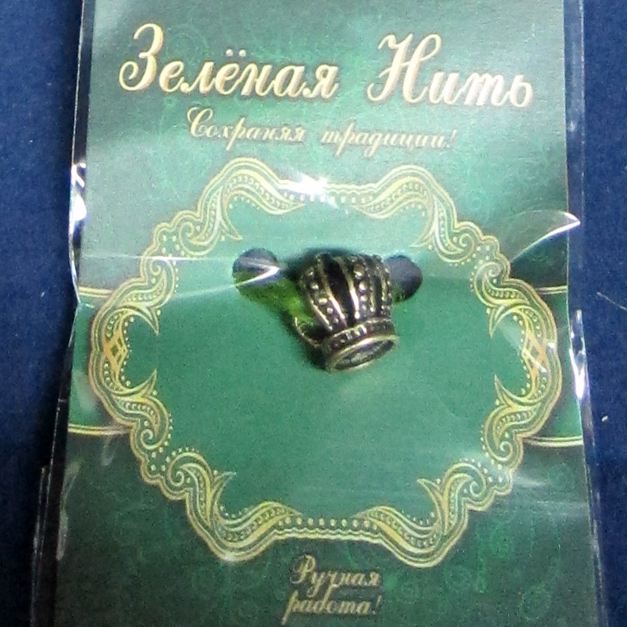 Зелёная Нить
Сохраняя традиции!
Ручная
работа!